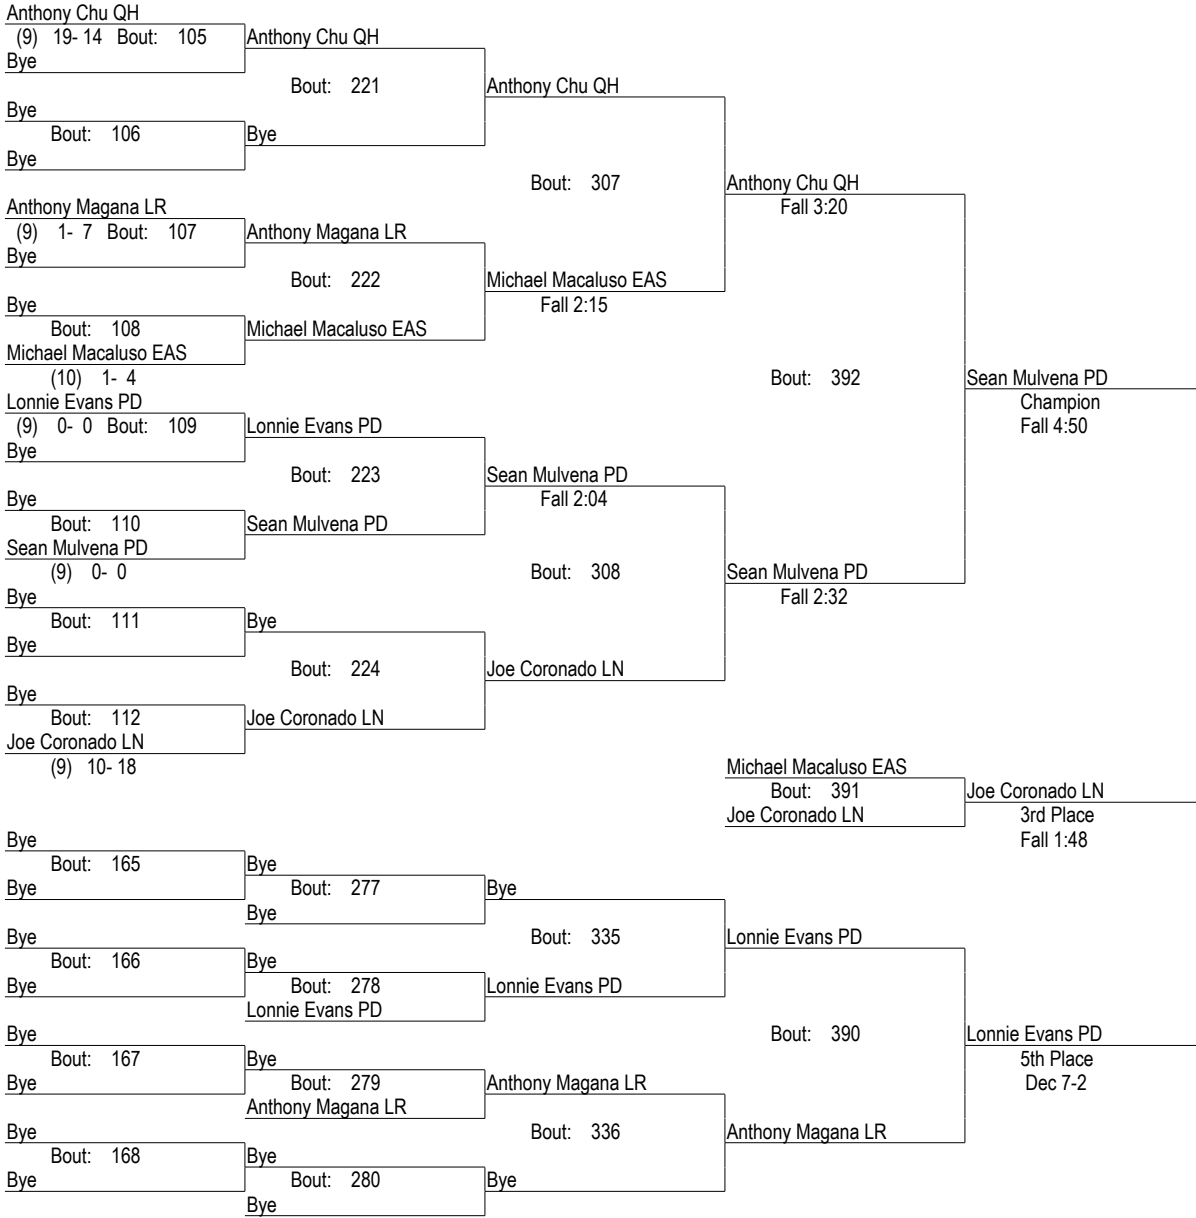 Anthony Chu QH
(9) 19- 14 Bout: 105
Anthony Chu QH
Bye
Bout: 221
Anthony Chu QH
Bye
Bout: 106
Bye
Bye
Bout: 307
Anthony Chu QH
Fall 3:20
Anthony Magana LR
(9) 1- 7 Bout: 107
Anthony Magana LR
Bye
Bout: 222
Michael Macaluso EAS
Fall 2:15
Bye
Bout: 108
Michael Macaluso EAS
Michael Macaluso EAS
(10) 1- 4
Bout: 392
Sean Mulvena PD
Champion
Fall 4:50
Lonnie Evans PD
(9) 0- 0 Bout: 109
Lonnie Evans PD
Bye
Bout: 223
Sean Mulvena PD
Fall 2:04
Bye
Bout: 110
Sean Mulvena PD
Sean Mulvena PD
(9) 0- 0
Bout: 308
Sean Mulvena PD
Fall 2:32
Bye
Bout: 111
Bye
Bye
Bout: 224
Joe Coronado LN
Bye
Bout: 112
Joe Coronado LN
Joe Coronado LN
(9) 10- 18
Michael Macaluso EAS
Bout: 391
Joe Coronado LN
Joe Coronado LN
3rd Place
Fall 1:48
Bye
Bout: 165
Bye
Bye
Bout: 277
Bye
Bye
Bye
Bout: 335
Lonnie Evans PD
Bout: 166
Bye
Bye
Bout: 278
Lonnie Evans PD
Lonnie Evans PD
Bye
Bout: 390
Lonnie Evans PD
5th Place
Dec 7-2
Bout: 167
Bye
Bye
Bout: 279
Anthony Magana LR
Anthony Magana LR
Bye
Bout: 336
Anthony Magana LR
Bout: 168
Bye
Bye
Bout: 280
Bye
Bye